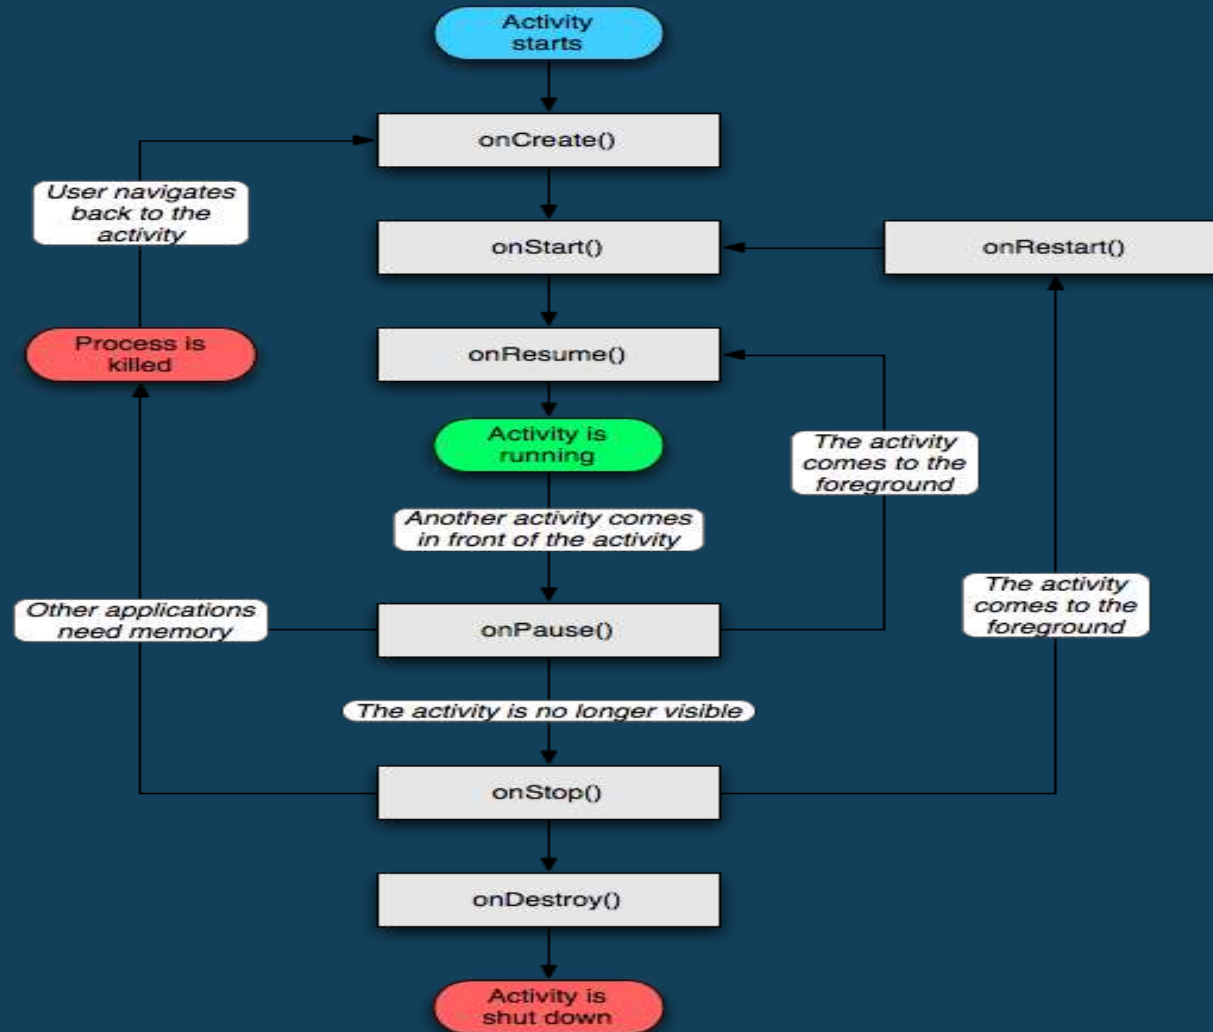 Activity
starts
onCreate()
User navigates
back to the
activity
onStart()
onRestart()
Process is
killed
onResume()
Activity is
running
The activity
comes to the
foreground
Another activity comes
in front of the activity
The activity
comes to the
foreground
Other applications
need memory
onPause()
The activity is no longer visible
onStop()
onDestroy()
Activity is
shut down